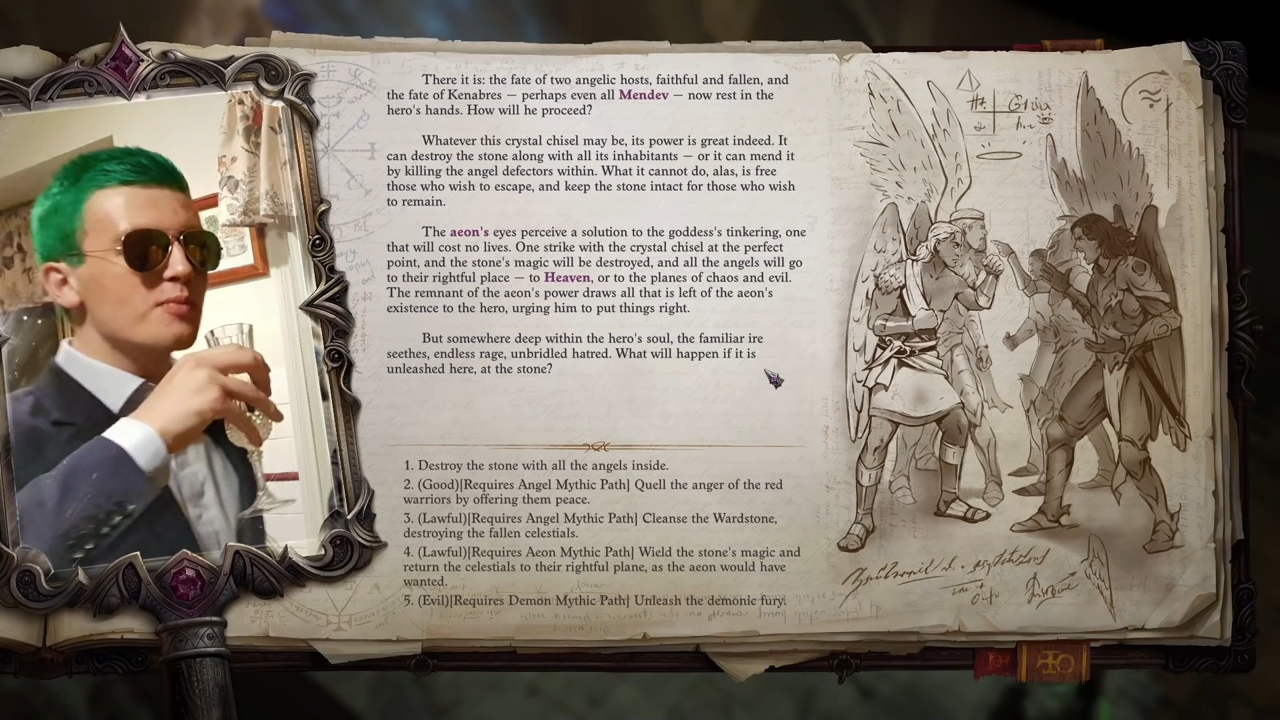 There it is: the fate of two angelic hosts, faithful and fallen, and
the fate of Kenabres — perhaps even all Mendev — now rest in the
hero's hands. How will he proceed?
Whatever this crystal chisel may be, its power is great indeed. It
can destroy the stone along with all its inhabitants — or it can mend it
by killing the angel defectors within. What it cannot do, alas, is free
those who wish to escape, and keep the stone intact for those who wish
to remain.
The aeon's eyes perceive a solution to the goddess's tinkering, one
that will cost no lives. One strike with the crystal chisel at the perfect
point, and the stone's magic will be destroyed, and all the angels will go
to their rightful place — to Heaven, or to the planes of chaos and evil.
The remnant of the aeon's power draws all that is left of the aeon's
existence to the hero, urging him to put things right.
But somewhere deep within the hero's soul, the familiar ire
seethes, endless rage, unbridled hatred. What will happen if it is
unleashed here, at the stone?
1. Destroy the stone with all the angels inside.
2. (Good)[Requires Angel Mythic Path] Quell the anger of the red
warriors by offering them peace.
3. (Lawful)[Requires Angel Mythic Path] Cleanse the Wardstone,
destroying the fallen celestials.
4. (Lawful)[Requires Aeon Mythic Path] Wield the stone's magic and
return the celestials to their rightful plane, as the aeon would have
wanted.
5. (Evil)[Requires Demon Mythic Path] Unleash the demonic fury.